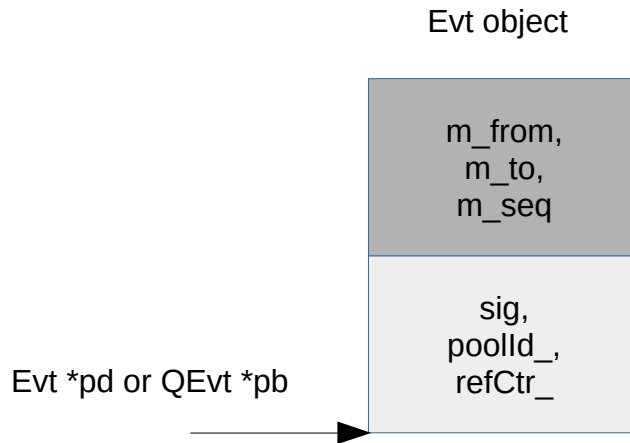 Evt object
m_from,
m_to,
m_seq
sig,
poolId_,
refCtr_
Evt *pd or QEvt *pb